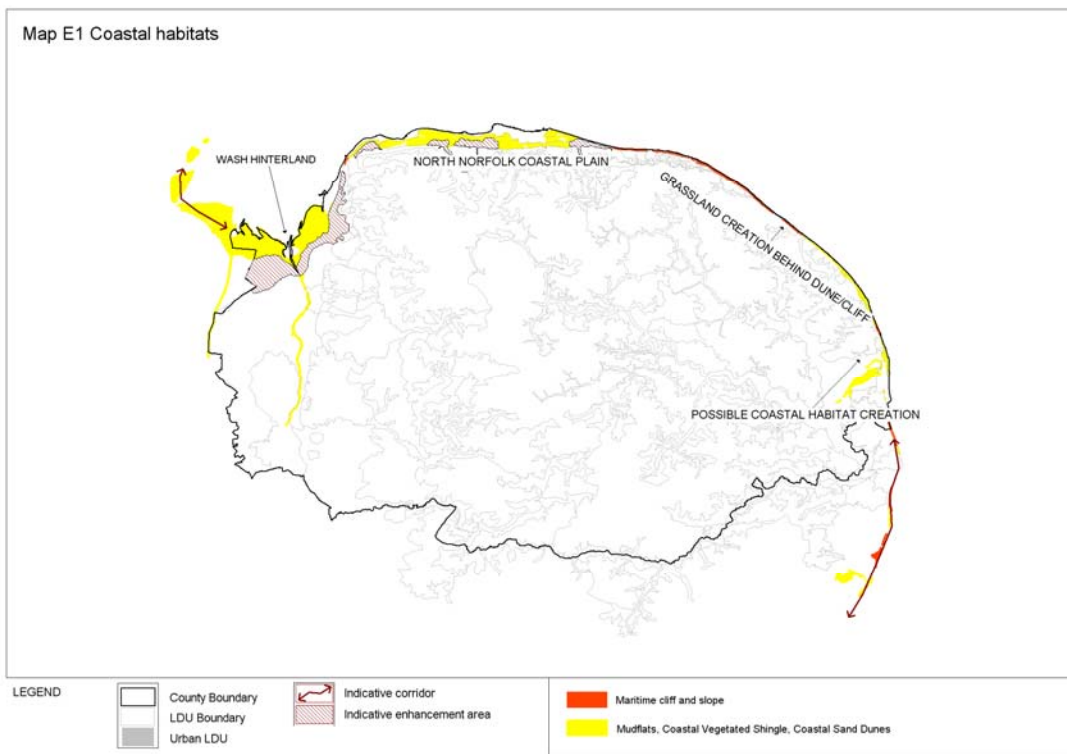 Map E1 Coastal habitats
WASH HINTERLAND
NORTH NORFOLK COASTAL PLAIN
GRASSLAND CREATION BEHIND DUNE/CLIFF
POSSIBLE COASTAL HABITAT CREATION
LEGEND
County Boundary
LDU Boundary
Urban LDU
Indicative corridor
Indicative enhancement area
Maritime cliff and slope
Mudflats, Coastal Vegetated Shingle, Coastal Sand Dunes